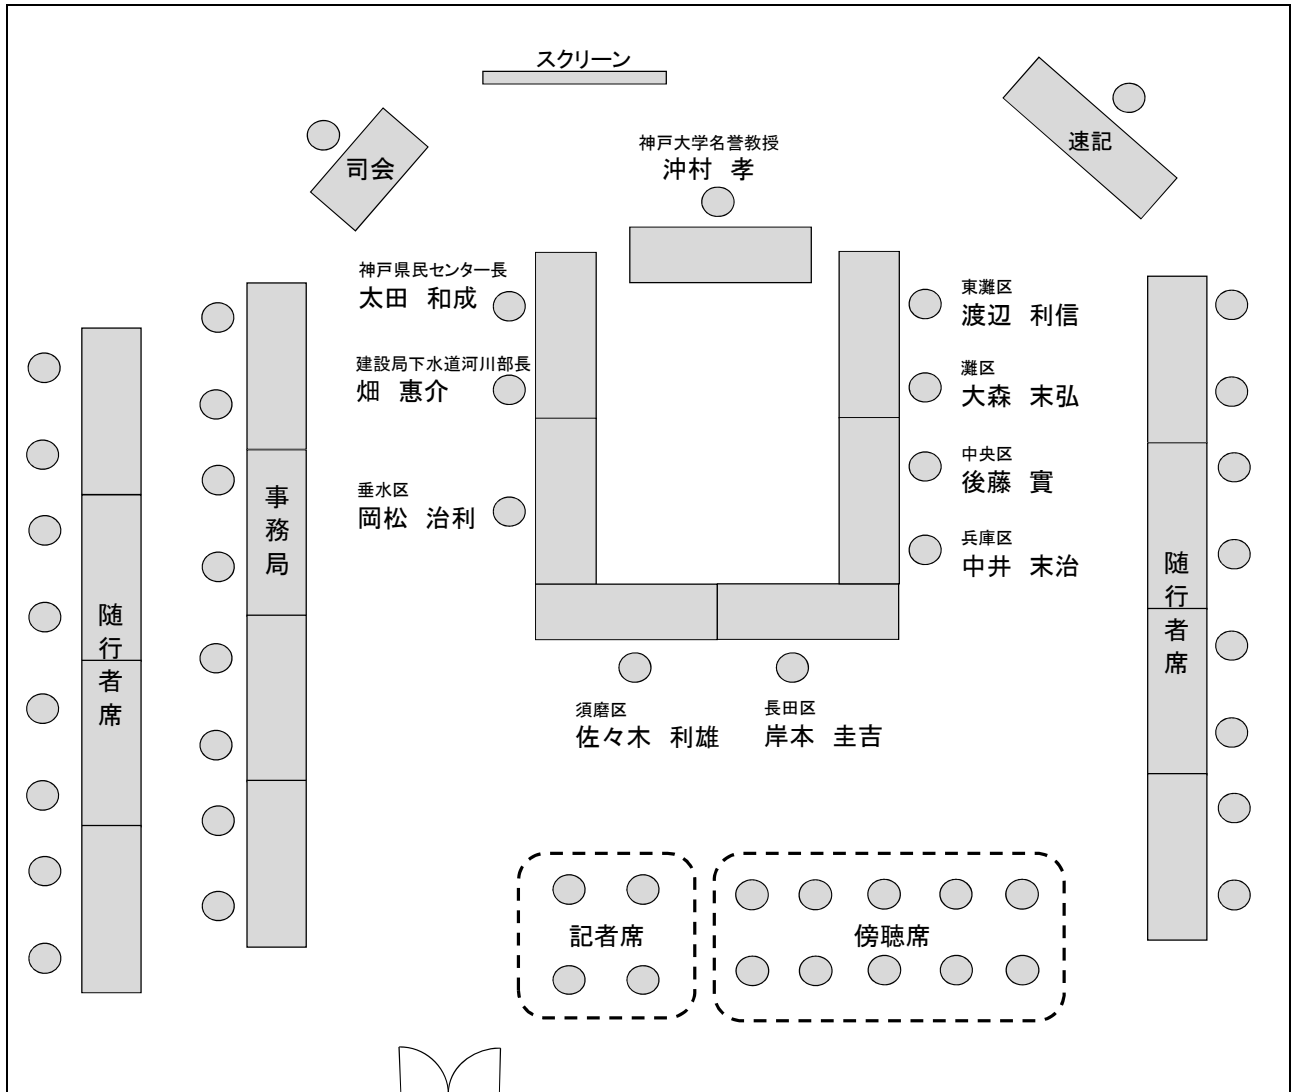 スクリーン
司会
速記
神戸大学名誉教授
沖村 孝
神戸県民センター長
太田 和成
建設局下水道河川部長
畑 惠介
垂水区
岡松 治利
東灘区
渡辺 利信
灘区
大森 末弘
中央区
後藤 實
兵庫区
中井 末治
須磨区
佐々木 利雄
長田区
岸本 圭吉
事務局
随行者席
随行者席
記者席
傍聴席